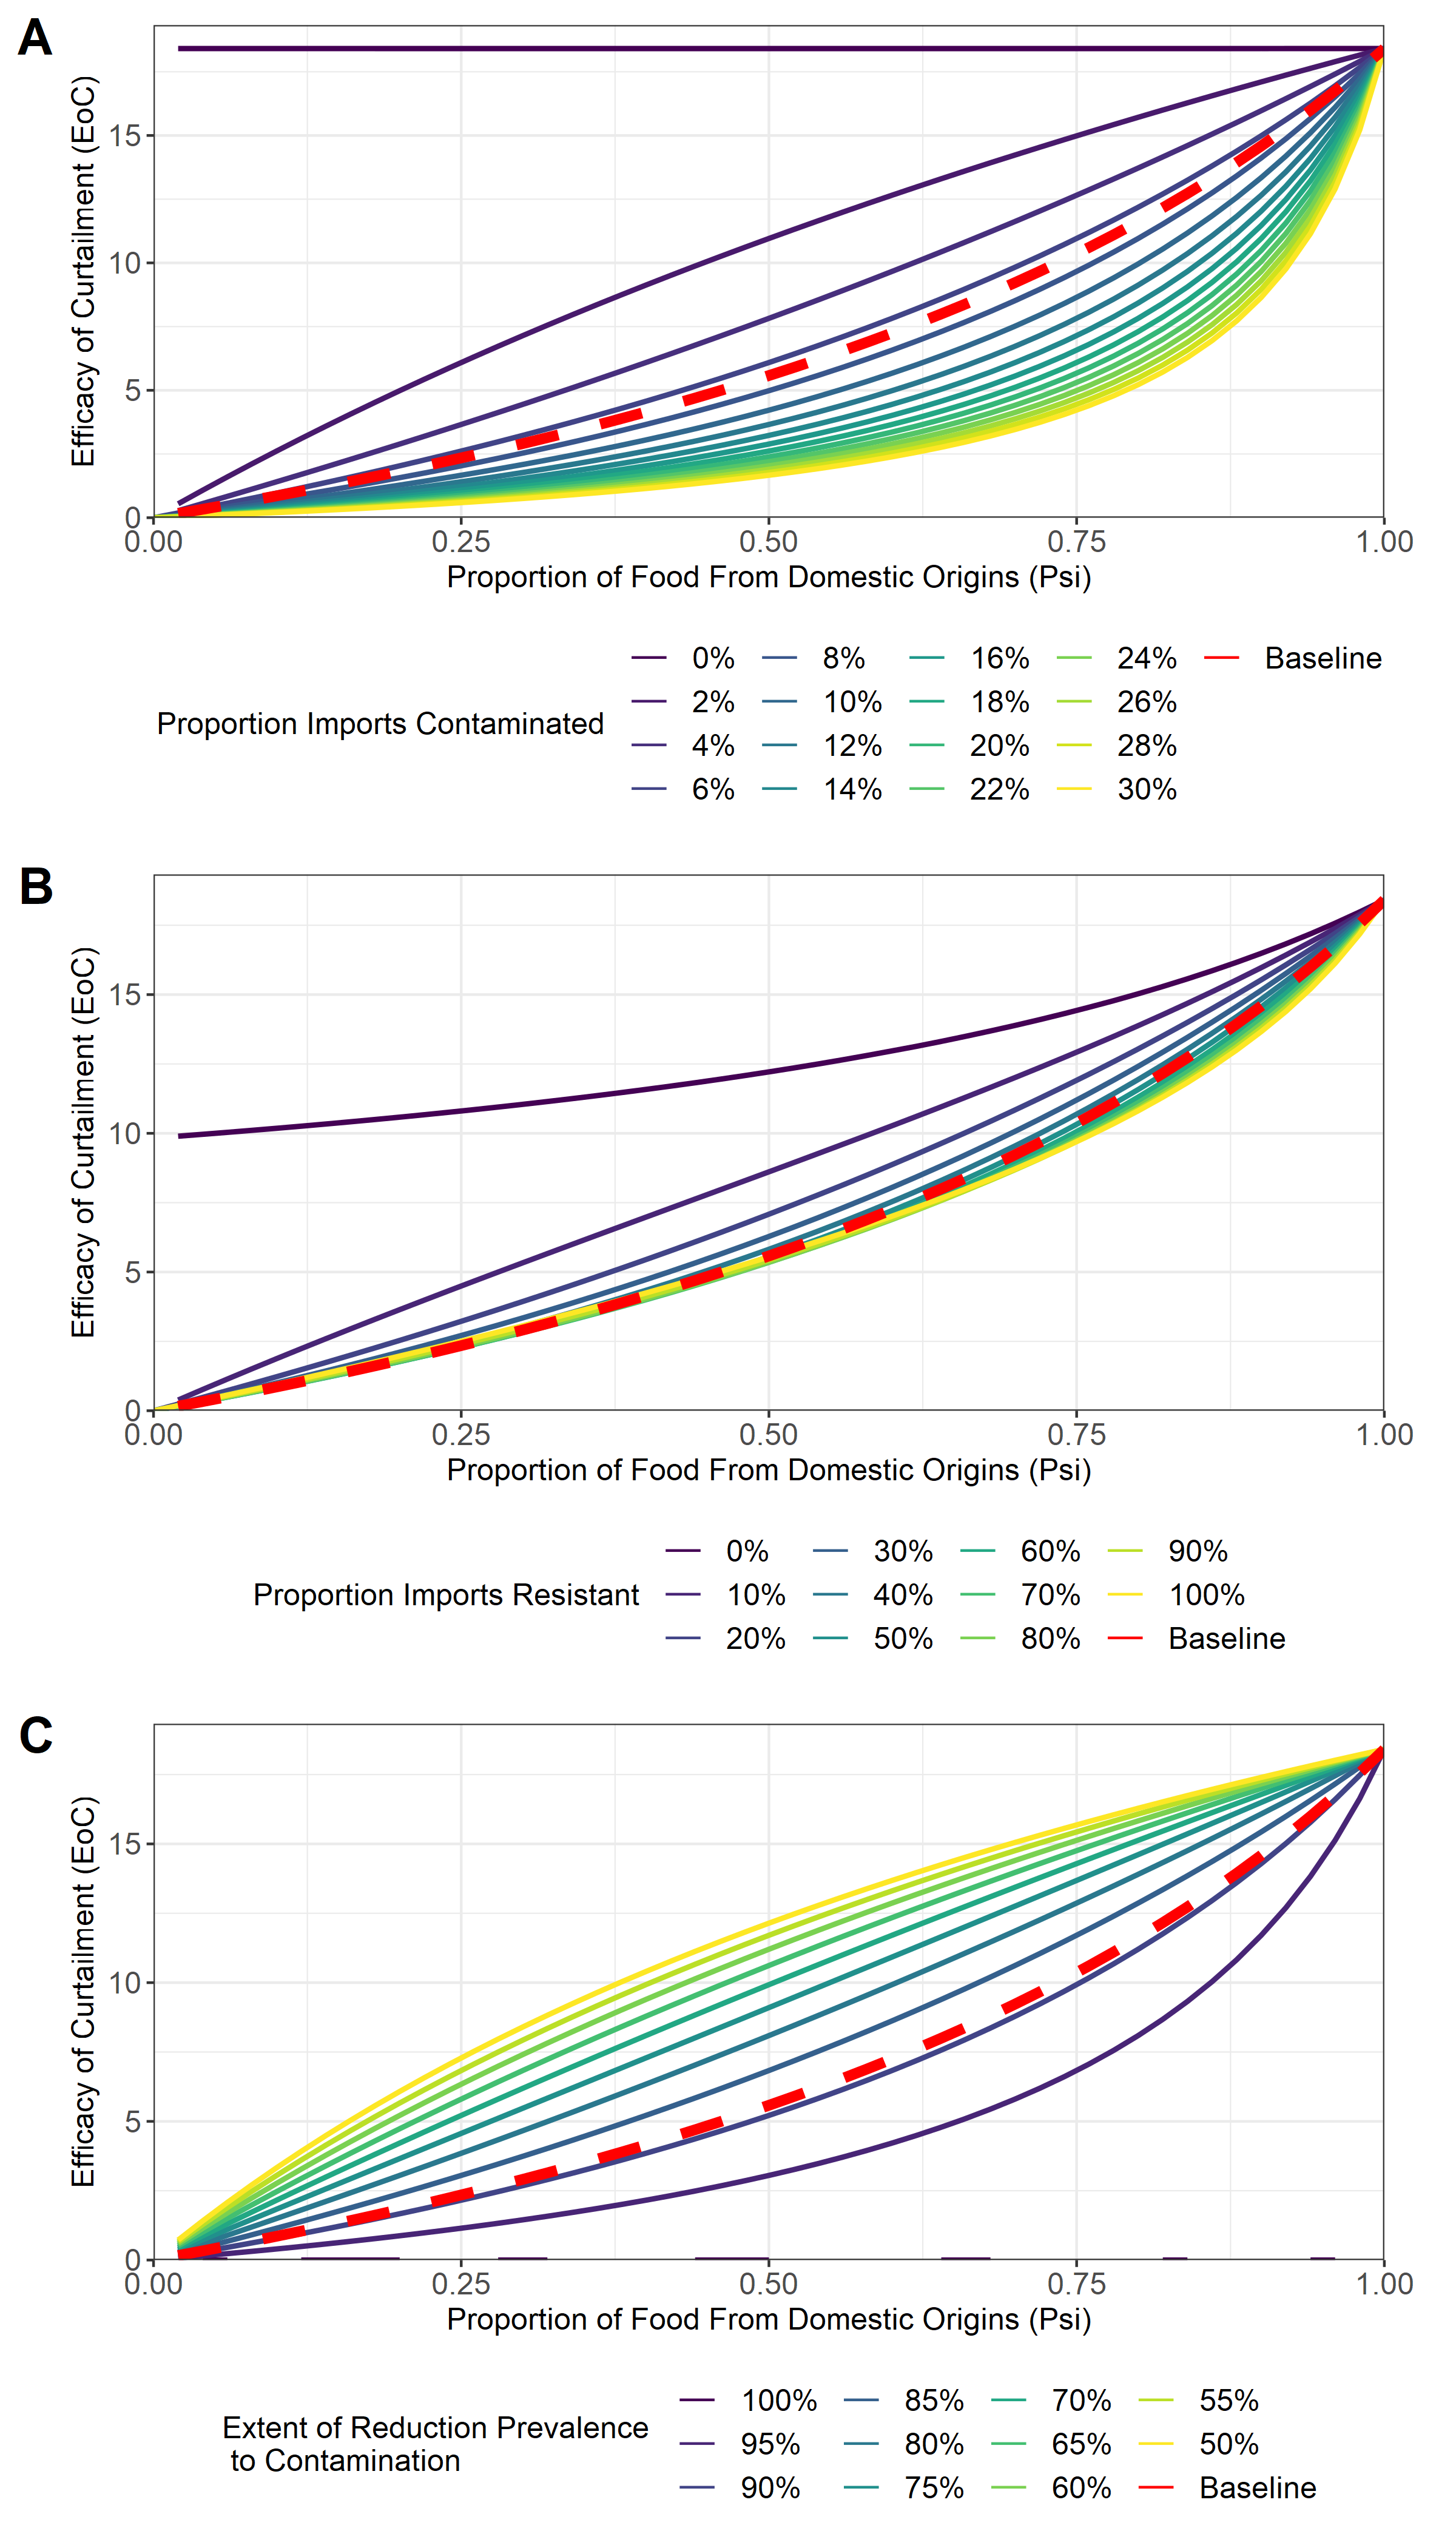 A
Efficacy of Curtailment (EoC)
15
10
5
0
0.00 0.25 0.50 0.75 1.00
Proportion of Food From Domestic Origins (Psi)
Proportion Imports Contaminated
0% 8% 16% 24% Baseline
2% 10% 18% 26%
4% 12% 20% 28%
6% 14% 22% 30%
B
Efficacy of Curtailment (EoC)
15
10
5
0
0.00 0.25 0.50 0.75 1.00
Proportion of Food From Domestic Origins (Psi)
Proportion Imports Resistant
0% 30% 60% 90%
10% 40% 70% 100%
20% 50% 80% Baseline
C
Efficacy of Curtailment (EoC)
15
10
5
0
0.00 0.25 0.50 0.75 1.00
Proportion of Food From Domestic Origins (Psi)
Extent of Reduction Prevalence
to Contamination
100% 85% 70% 55%
95% 80% 65% 50%
90% 75% 60% Baseline